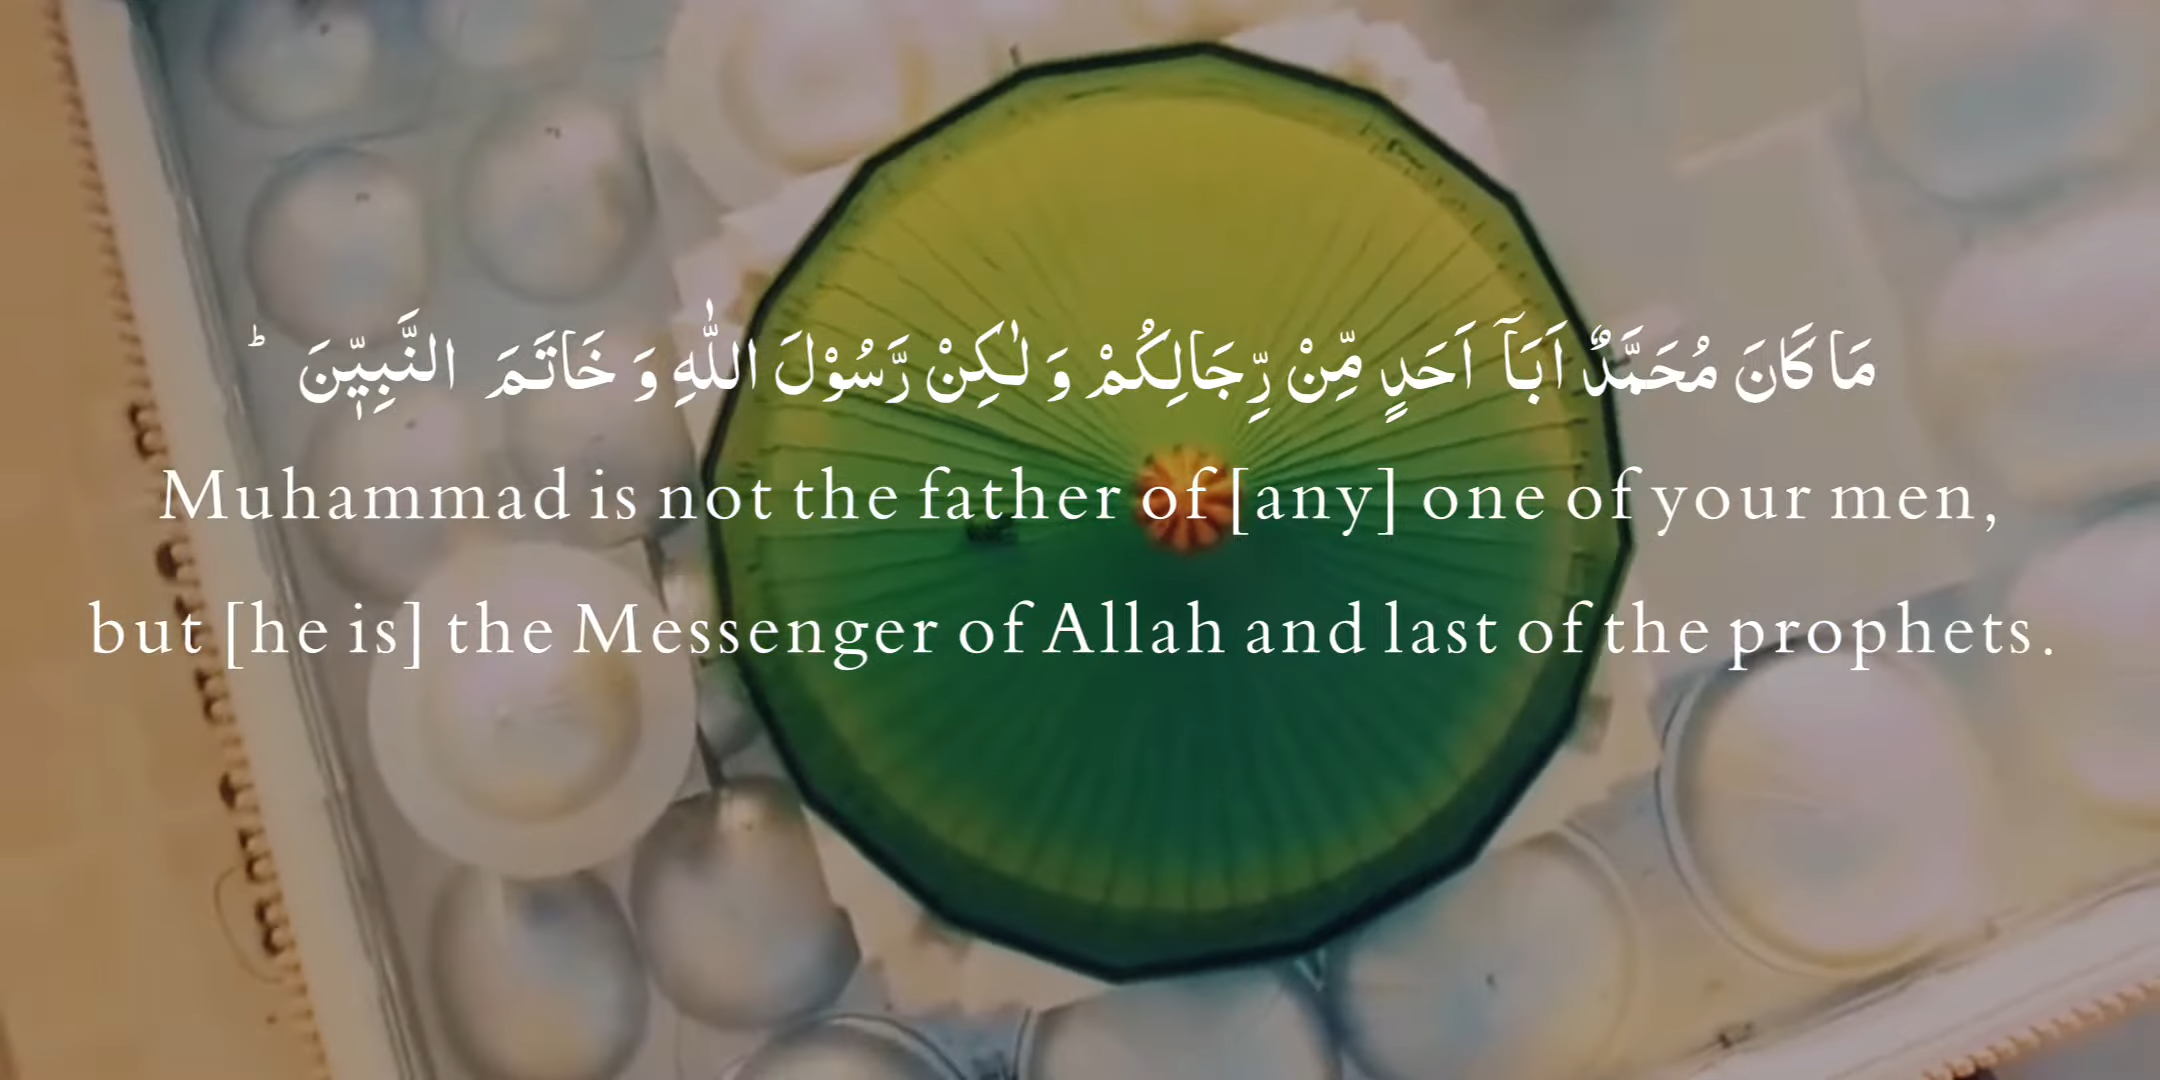 مَا كَانَ مُحَمَّدٌ اَبَآ اَحَدٍ مِّنْ رِّجَالِكُمْ وَ لٰكِنْ رَّسُوْلَ اللّٰهِ وَ خَاتَمَ النَّبِيّٖنَ ؕ
Muhammad is not the father of [any] one of your men,
but [he is] the Messenger of Allah and last of the prophets.